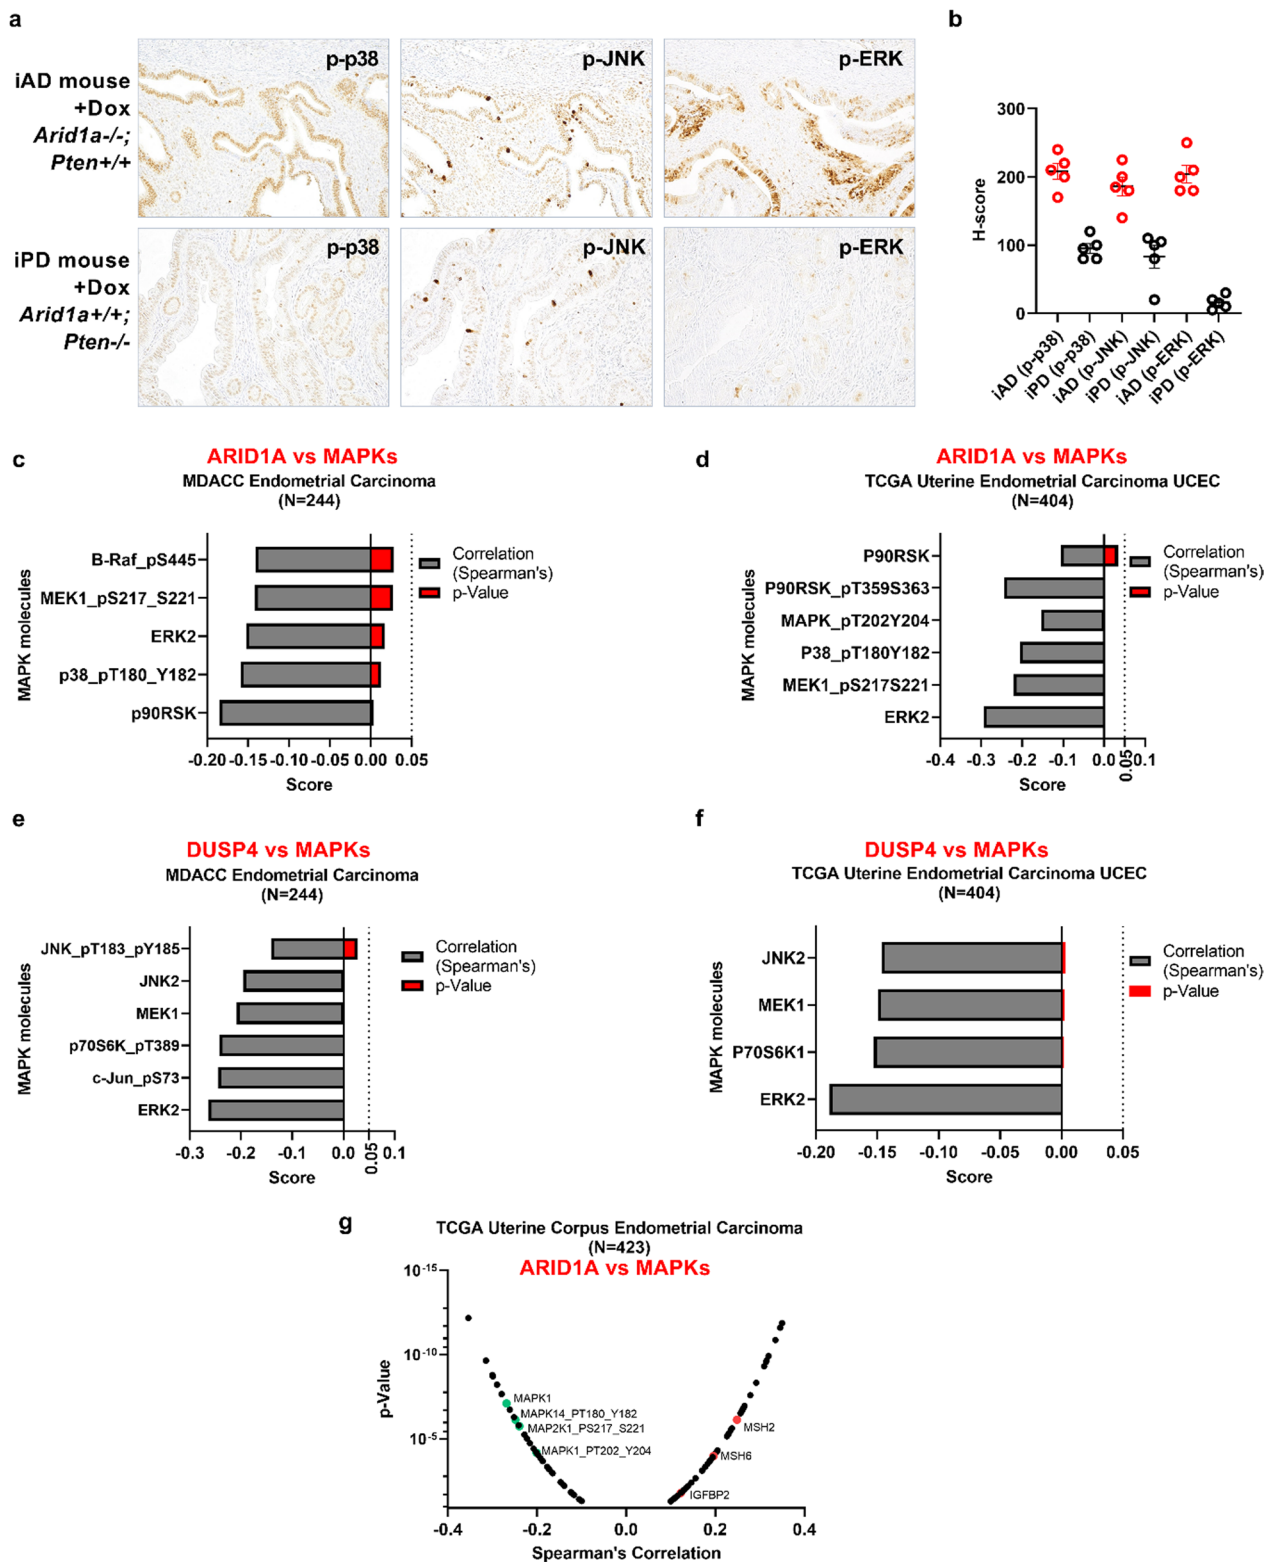 a
iAD mouse
+Dox
Arid1a-/-;
Pten+/+
p-p38
p-JNK
p-ERK
iPD mouse
+Dox
Arid1a+/+;
Pten-/-
p-p38
p-JNK
p-ERK
b
300
200
100
0
H-score
iAD (p-p38)
iPD (p-p38)
iAD (p-JNK)
iPD (p-JNK)
iAD (p-ERK)
iPD (p-ERK)
c
ARID1A vs MAPKs
MDACC Endometrial Carcinoma
(N=244)
MAPK molecules
B-Raf_pS445
MEK1_pS217_S221
ERK2
p38_pT180_Y182
p90RSK
-0.20 -0.15 -0.10 -0.05 0.00 0.05
Score
Correlation
(Spearman's)
p-Value
d
ARID1A vs MAPKs
TCGA Uterine Endometrial Carcinoma UCEC
(N=404)
MAPK molecules
P90RSK
P90RSK_pT359S363
MAPK_pT202Y204
P38_pT180Y182
MEK1_pS217S221
ERK2
-0.4 -0.3 -0.2 -0.1 0.0 0.05 0.1
Score
Correlation
(Spearman's)
p-Value
e
DUSP4 vs MAPKs
MDACC Endometrial Carcinoma
(N=244)
MAPK molecules
JNK_pT183_pY185
JNK2
MEK1
p70S6K_pT389
c-Jun_pS73
ERK2
-0.3 -0.2 -0.1 0.0 0.05 0.1
Score
Correlation
(Spearman's)
p-Value
f
DUSP4 vs MAPKs
TCGA Uterine Endometrial Carcinoma UCEC
(N=404)
MAPK molecules
JNK2
MEK1
P70S6K1
ERK2
-0.20 -0.15 -0.10 -0.05 0.00 0.05
Score
Correlation
(Spearman's)
p-Value
g
TCGA Uterine Corpus Endometrial Carcinoma
(N=423)
ARID1A vs MAPKs
p-Value
10-15
10-10
10-5
MAPK1
MAPK14_PT180_Y182
MAP2K1_PS217_S221
MAPK1_PT202_Y204
MSH2
MSH6
IGFBP2
-0.4 -0.2 0.0 0.2 0.4
Spearman's Correlation